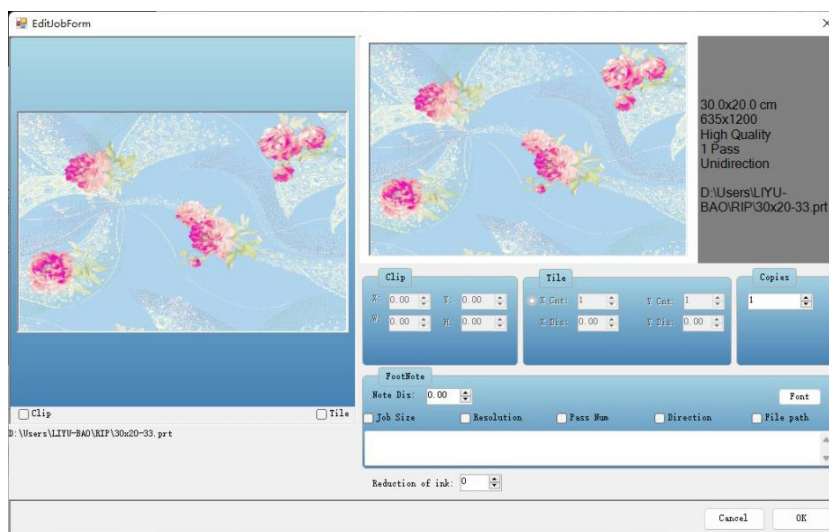 EditJobForm
30.0x20.0 cm
635x1200
High Quality
1 Pass
Unidirection
D:\Users\LIYU-
BAO\RIP\30x20-33.prt
Clip
X: 0.00 Y: 0.00
W: 0.00 H: 0.00
Tile
X Cnt: 1 Y Cnt: 1
X Dis: 0.00 Y Dis: 0.00
Copies
1
FootNote
Note Dis: 0.00 Font
Job Size Resolution Pass Num Direction File path
Clip Tile
D:\Users\LIYU-BAO\RIP\30x20-33.prt
Reduction of ink: 0
Cancel OK